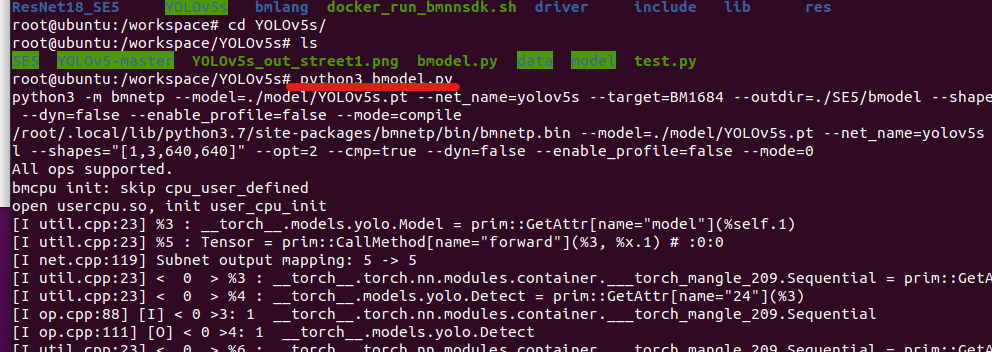 ResNet18_SE5 YOLOv5s bmlang docker_run_bmnnsdk.sh driver include lib res
root@ubuntu:/workspace# cd YOLOv5s/
root@ubuntu:/workspace/YOLOv5s# ls
SE5 YOLOv5-master YOLOv5s_out_street1.png bmodel.py data model test.py
root@ubuntu:/workspace/YOLOv5s# python3 bmodel.py
python3 -m bmnetp --model=./model/YOLOv5s.pt --net_name=yolov5s --target=BM1684 --outdir=./SE5/bmodel --shape
--dyn=false --enable_profile=false --mode=compile
/root/.local/lib/python3.7/site-packages/bmnetp/bin/bmnetp.bin --model=./model/YOLOv5s.pt --net_name=yolov5s
l --shapes="[1,3,640,640]" --opt=2 --cmp=true --dyn=false --enable_profile=false --mode=0
All ops supported.
bmcpu init: skip cpu_user_defined
open usercpu.so, init user_cpu_init
[I util.cpp:23] %3 : __torch__.models.yolo.Model = prim::GetAttr[name="model"](%self.1)
[I util.cpp:23] %5 : Tensor = prim::CallMethod[name="forward"](%3, %x.1) # :0:0
[I net.cpp:119] Subnet output mapping: 5 -> 5
[I util.cpp:23] < 0 > %3 : __torch__.torch.nn.modules.container.___torch_mangle_209.Sequential = prim::GetA
[I util.cpp:23] < 0 > %4 : __torch__.models.yolo.Detect = prim::GetAttr[name="24"](%3)
[I op.cpp:88] [I] < 0 >3: 1 __torch__.torch.nn.modules.container.___torch_mangle_209.Sequential
[I op.cpp:111] [O] < 0 >4: 1 __torch__.models.yolo.Detect
[I util.cpp:23] < 0 > %6 : __torch__.torch.nn.modules.container.___torch_mangle_209.Sequential = prim::GetA